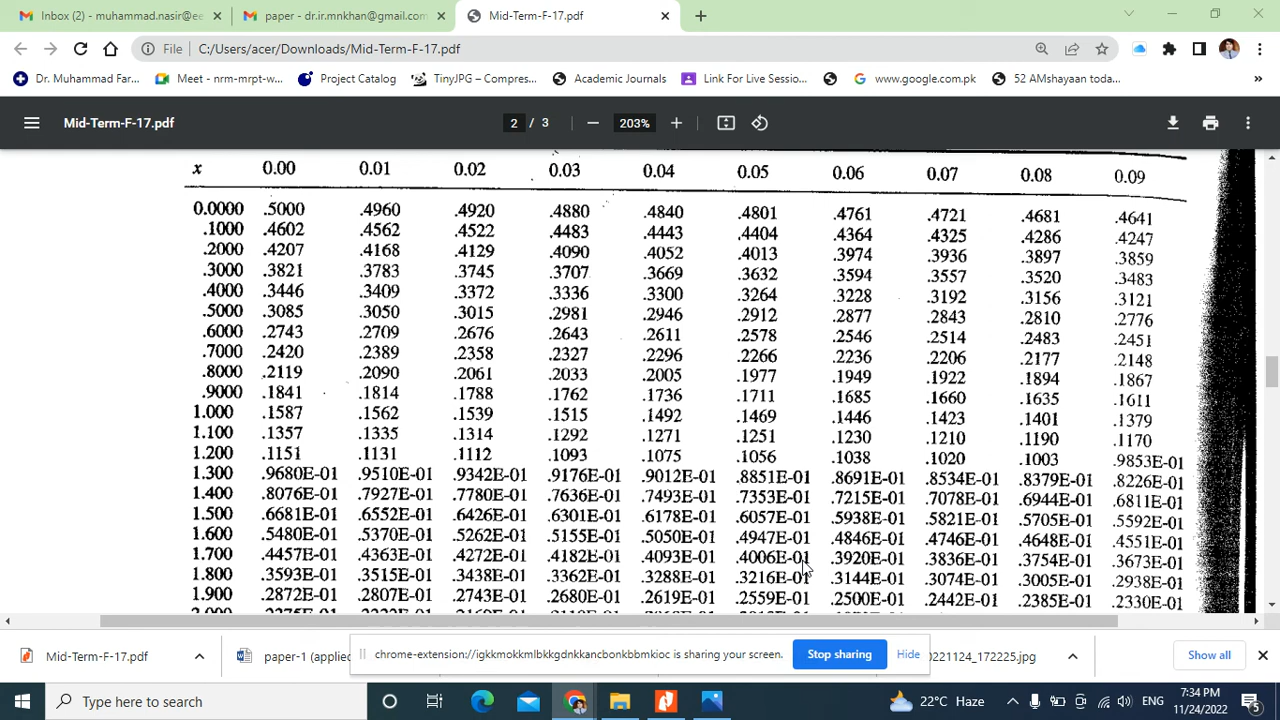 Inbox (2) - muhammad.nasir@ee
paper - dr.ir.mnkhan@gmail.com
Mid-Term-F-17.pdf
File
C:/Users/acer/Downloads/Mid-Term-F-17.pdf
Dr. Muhammad Far...
Meet - nrm-mrpt-w...
Project Catalog
TinyJPG – Compres...
Academic Journals
Link For Live Sessio...
www.google.com.pk
52 AMshayaan toda...
»
Mid-Term-F-17.pdf
2 / 3
203%
x 0.00 0.01 0.02 0.03 0.04 0.05 0.06 0.07 0.08 0.09
0.0000 .5000 .4960 .4920 .4880 .4840 .4801 .4761 .4721 .4681 .4641
.1000 .4602 .4562 .4522 .4483 .4443 .4404 .4364 .4325 .4286 .4247
.2000 .4207 .4168 .4129 .4090 .4052 .4013 .3974 .3936 .3897 .3859
.3000 .3821 .3783 .3745 .3707 .3669 .3632 .3594 .3557 .3520 .3483
.4000 .3446 .3409 .3372 .3336 .3300 .3264 .3228 .3192 .3156 .3121
.5000 .3085 .3050 .3015 .2981 .2946 .2912 .2877 .2843 .2810 .2776
.6000 .2743 .2709 .2676 .2643 .2611 .2578 .2546 .2514 .2483 .2451
.7000 .2420 .2389 .2358 .2327 .2296 .2266 .2236 .2206 .2177 .2148
.8000 .2119 .2090 .2061 .2033 .2005 .1977 .1949 .1922 .1894 .1867
.9000 .1841 .1814 .1788 .1762 .1736 .1711 .1685 .1660 .1635 .1611
1.000 .1587 .1562 .1539 .1515 .1492 .1469 .1446 .1423 .1401 .1379
1.100 .1357 .1335 .1314 .1292 .1271 .1251 .1230 .1210 .1190 .1170
1.200 .1151 .1131 .1112 .1093 .1075 .1056 .1038 .1020 .1003 .9853E-01
1.300 .9680E-01 .9510E-01 .9342E-01 .9176E-01 .9012E-01 .8851E-01 .8691E-01 .8534E-01 .8379E-01 .8226E-01
1.400 .8076E-01 .7927E-01 .7780E-01 .7636E-01 .7493E-01 .7353E-01 .7215E-01 .7078E-01 .6944E-01 .6811E-01
1.500 .6681E-01 .6552E-01 .6426E-01 .6301E-01 .6178E-01 .6057E-01 .5938E-01 .5821E-01 .5705E-01 .5592E-01
1.600 .5480E-01 .5370E-01 .5262E-01 .5155E-01 .5050E-01 .4947E-01 .4846E-01 .4746E-01 .4648E-01 .4551E-01
1.700 .4457E-01 .4363E-01 .4272E-01 .4182E-01 .4093E-01 .4006E-01 .3920E-01 .3836E-01 .3754E-01 .3673E-01
1.800 .3593E-01 .3515E-01 .3438E-01 .3362E-01 .3288E-01 .3216E-01 .3144E-01 .3074E-01 .3005E-01 .2938E-01
1.900 .2872E-01 .2807E-01 .2743E-01 .2680E-01 .2619E-01 .2559E-01 .2500E-01 .2442E-01 .2385E-01 .2330E-01
Mid-Term-F-17.pdf
paper-1 (applied
chrome-extension://igkkmokkmlbkkgdnkkancbonkbbmkioc is sharing your screen.
Stop sharing
Hide
0221124_172225.jpg
Show all
Type here to search
22°C Haze
ENG
7:34 PM
11/24/2022
5